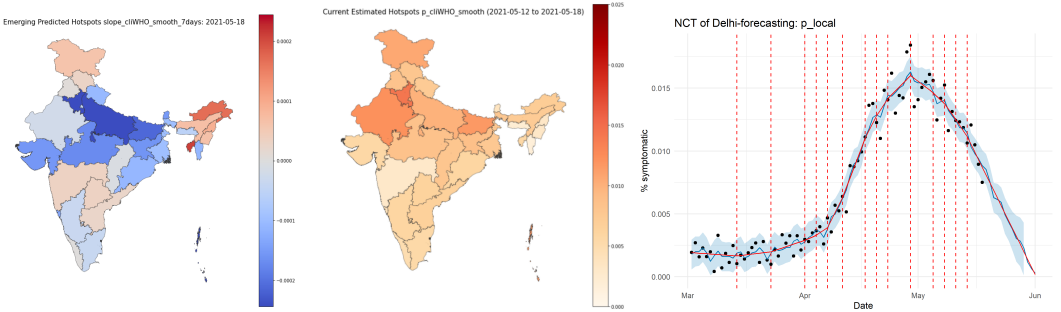 Emerging Predicted Hotspots slope_cliWHO_smooth_7days: 2021-05-18
0.0002
0.0001
0.0000
−0.0001
−0.0002
Current Estimated Hotspots p_cliWHO_smooth (2021-05-12 to 2021-05-18)
0.025
0.020
0.015
0.010
0.005
0.000
NCT of Delhi-forecasting: p_local
% symptomatic
0.015
0.010
0.005
0.000
Mar Apr May Jun
Date